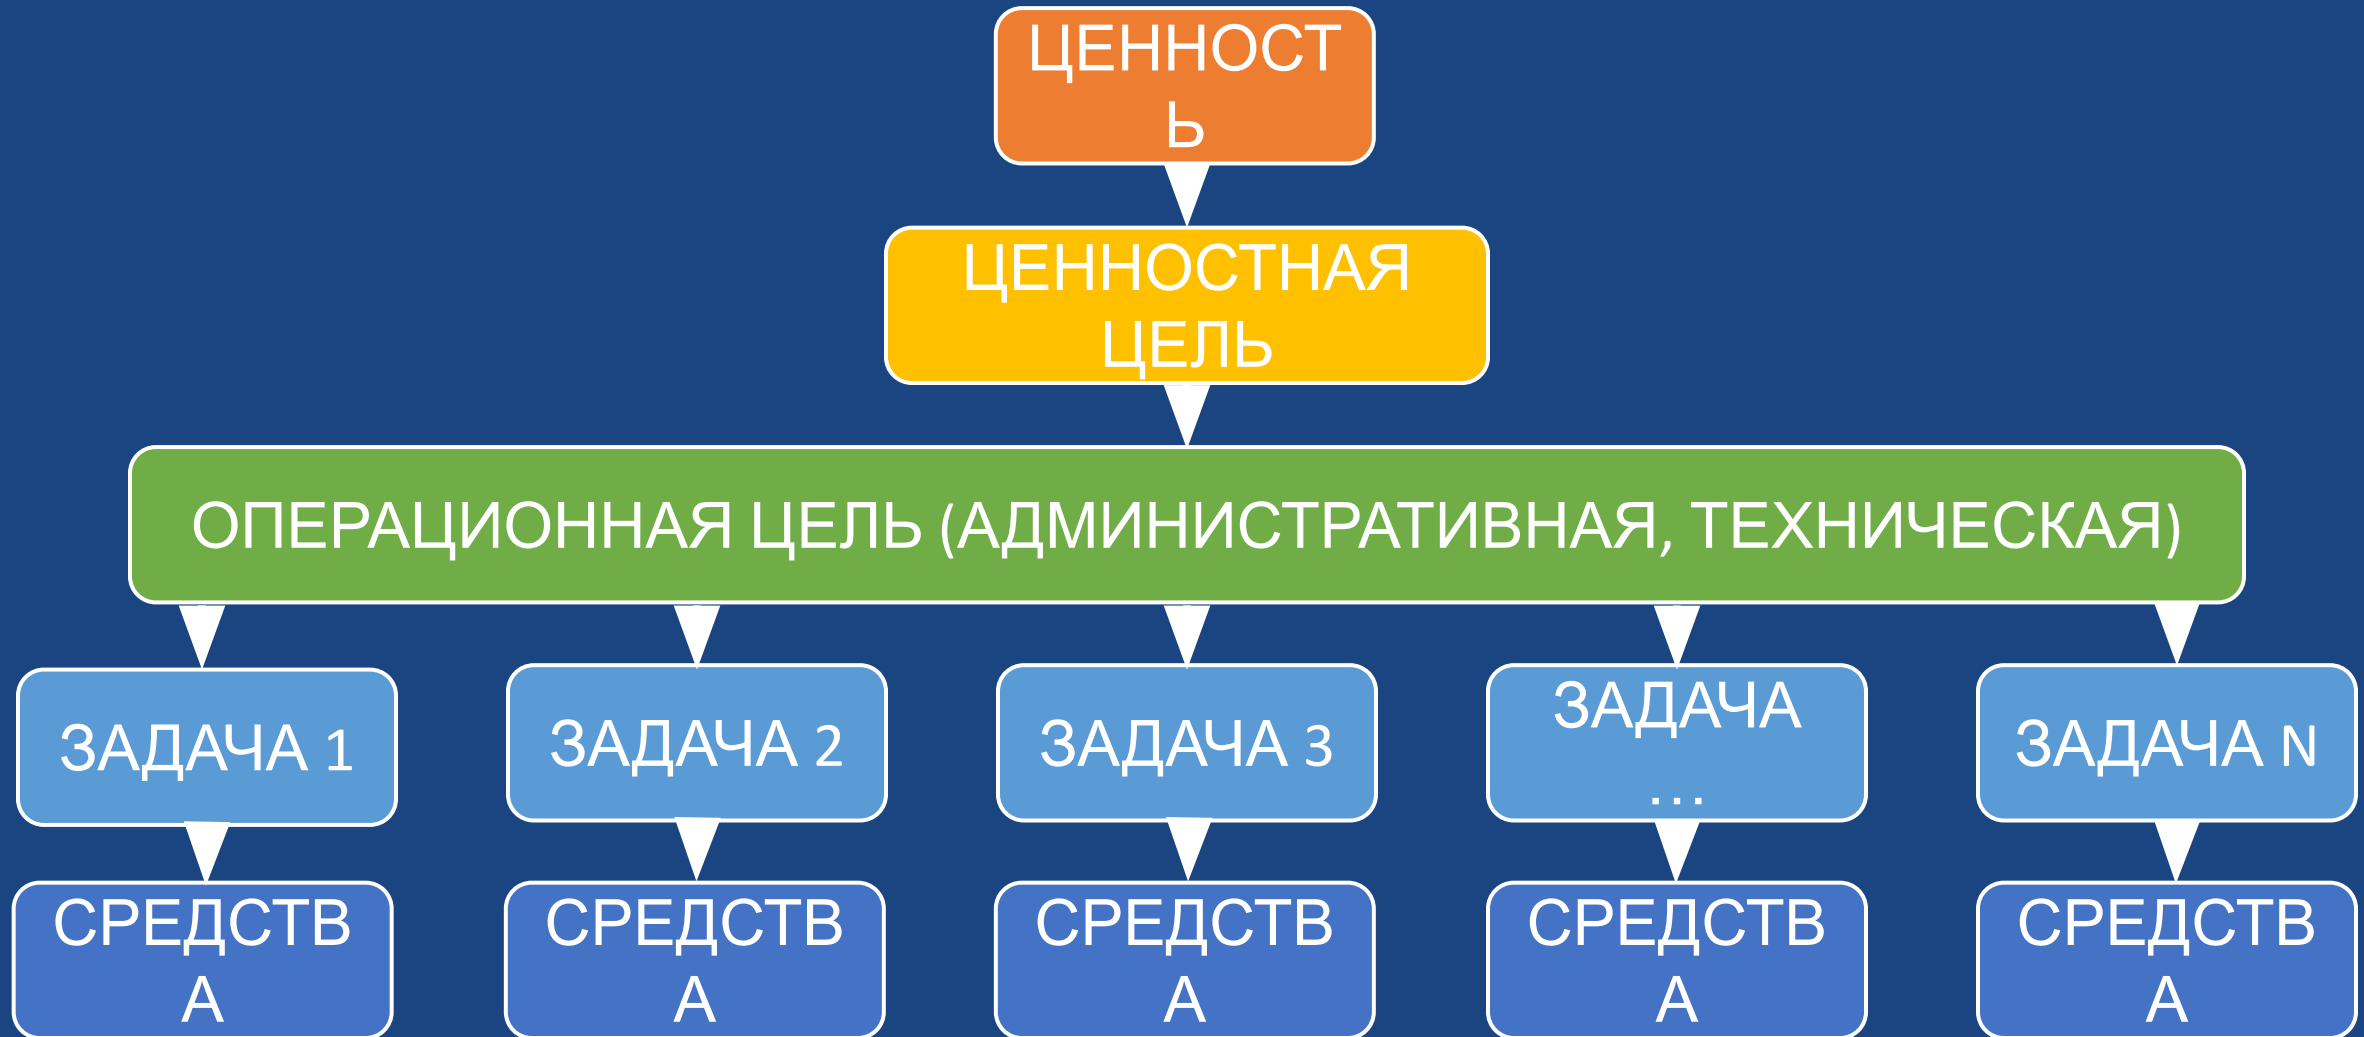 ЦЕННОСТ
Ь
ЦЕННОСТНАЯ
ЦЕЛЬ
ОПЕРАЦИОННАЯ ЦЕЛЬ (АДМИНИСТРАТИВНАЯ, ТЕХНИЧЕСКАЯ)
ЗАДАЧА 1
ЗАДАЧА 2
ЗАДАЧА 3
ЗАДАЧА
...
ЗАДАЧА N
СРЕДСТВ
А
СРЕДСТВ
А
СРЕДСТВ
А
СРЕДСТВ
А
СРЕДСТВ
А